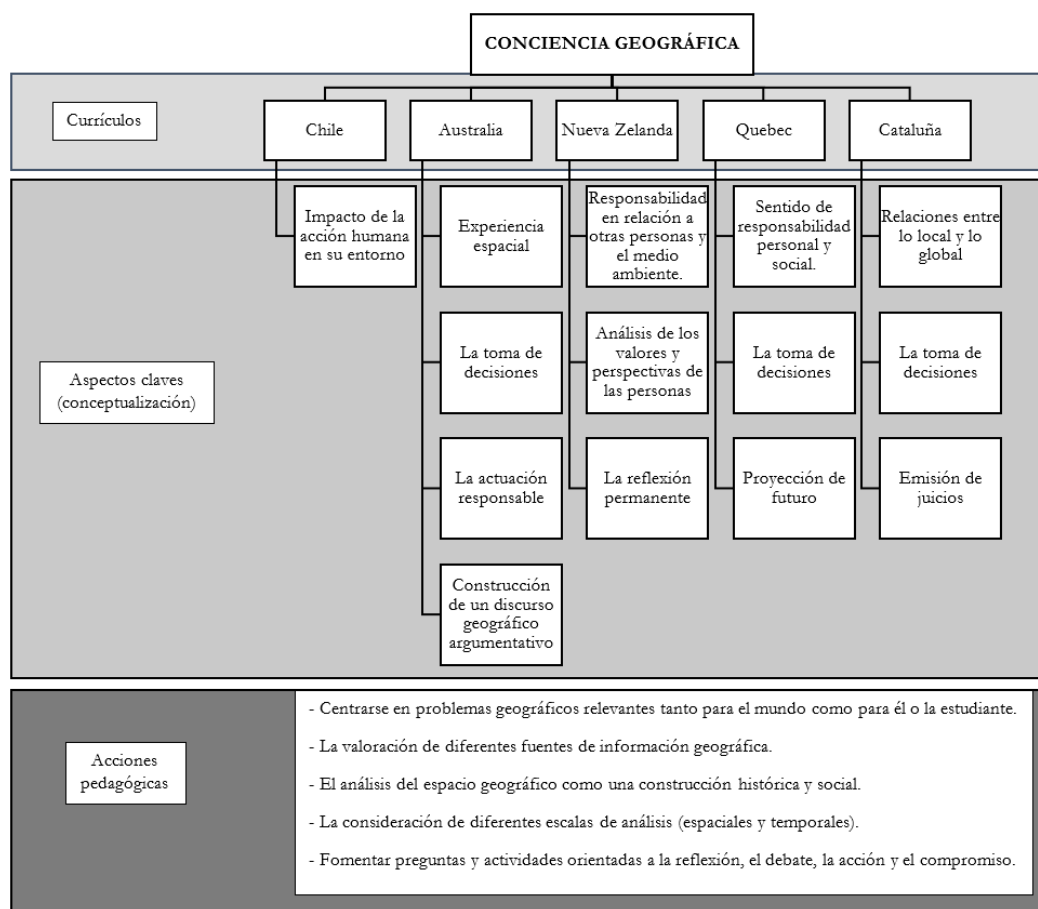 CONCIENCIA GEOGRÁFICA
Currículos
Chile
Australia
Nueva Zelanda
Quebec
Cataluña
Aspectos claves
(conceptualización)
Impacto de la
acción humana
en su entorno
Experiencia
espacial
La toma de
decisiones
La actuación
responsable
Construcción
de un discurso
geográfico
argumentativo
Responsabilidad
en relación a
otras personas y
el medio
ambiente.
Análisis de los
valores y
perspectivas de
las personas
La reflexión
permanente
Sentido de
responsabilidad
personal y
social.
La toma de
decisiones
Proyección de
futuro
Relaciones entre
lo local y lo
global
La toma de
decisiones
Emisión de
juicios
Acciones
pedagógicas
- Centrarse en problemas geográficos relevantes tanto para el mundo como para él o la estudiante.
- La valoración de diferentes fuentes de información geográfica.
- El análisis del espacio geográfico como una construcción histórica y social.
- La consideración de diferentes escalas de análisis (espaciales y temporales).
- Fomentar preguntas y actividades orientadas a la reflexión, el debate, la acción y el compromiso.